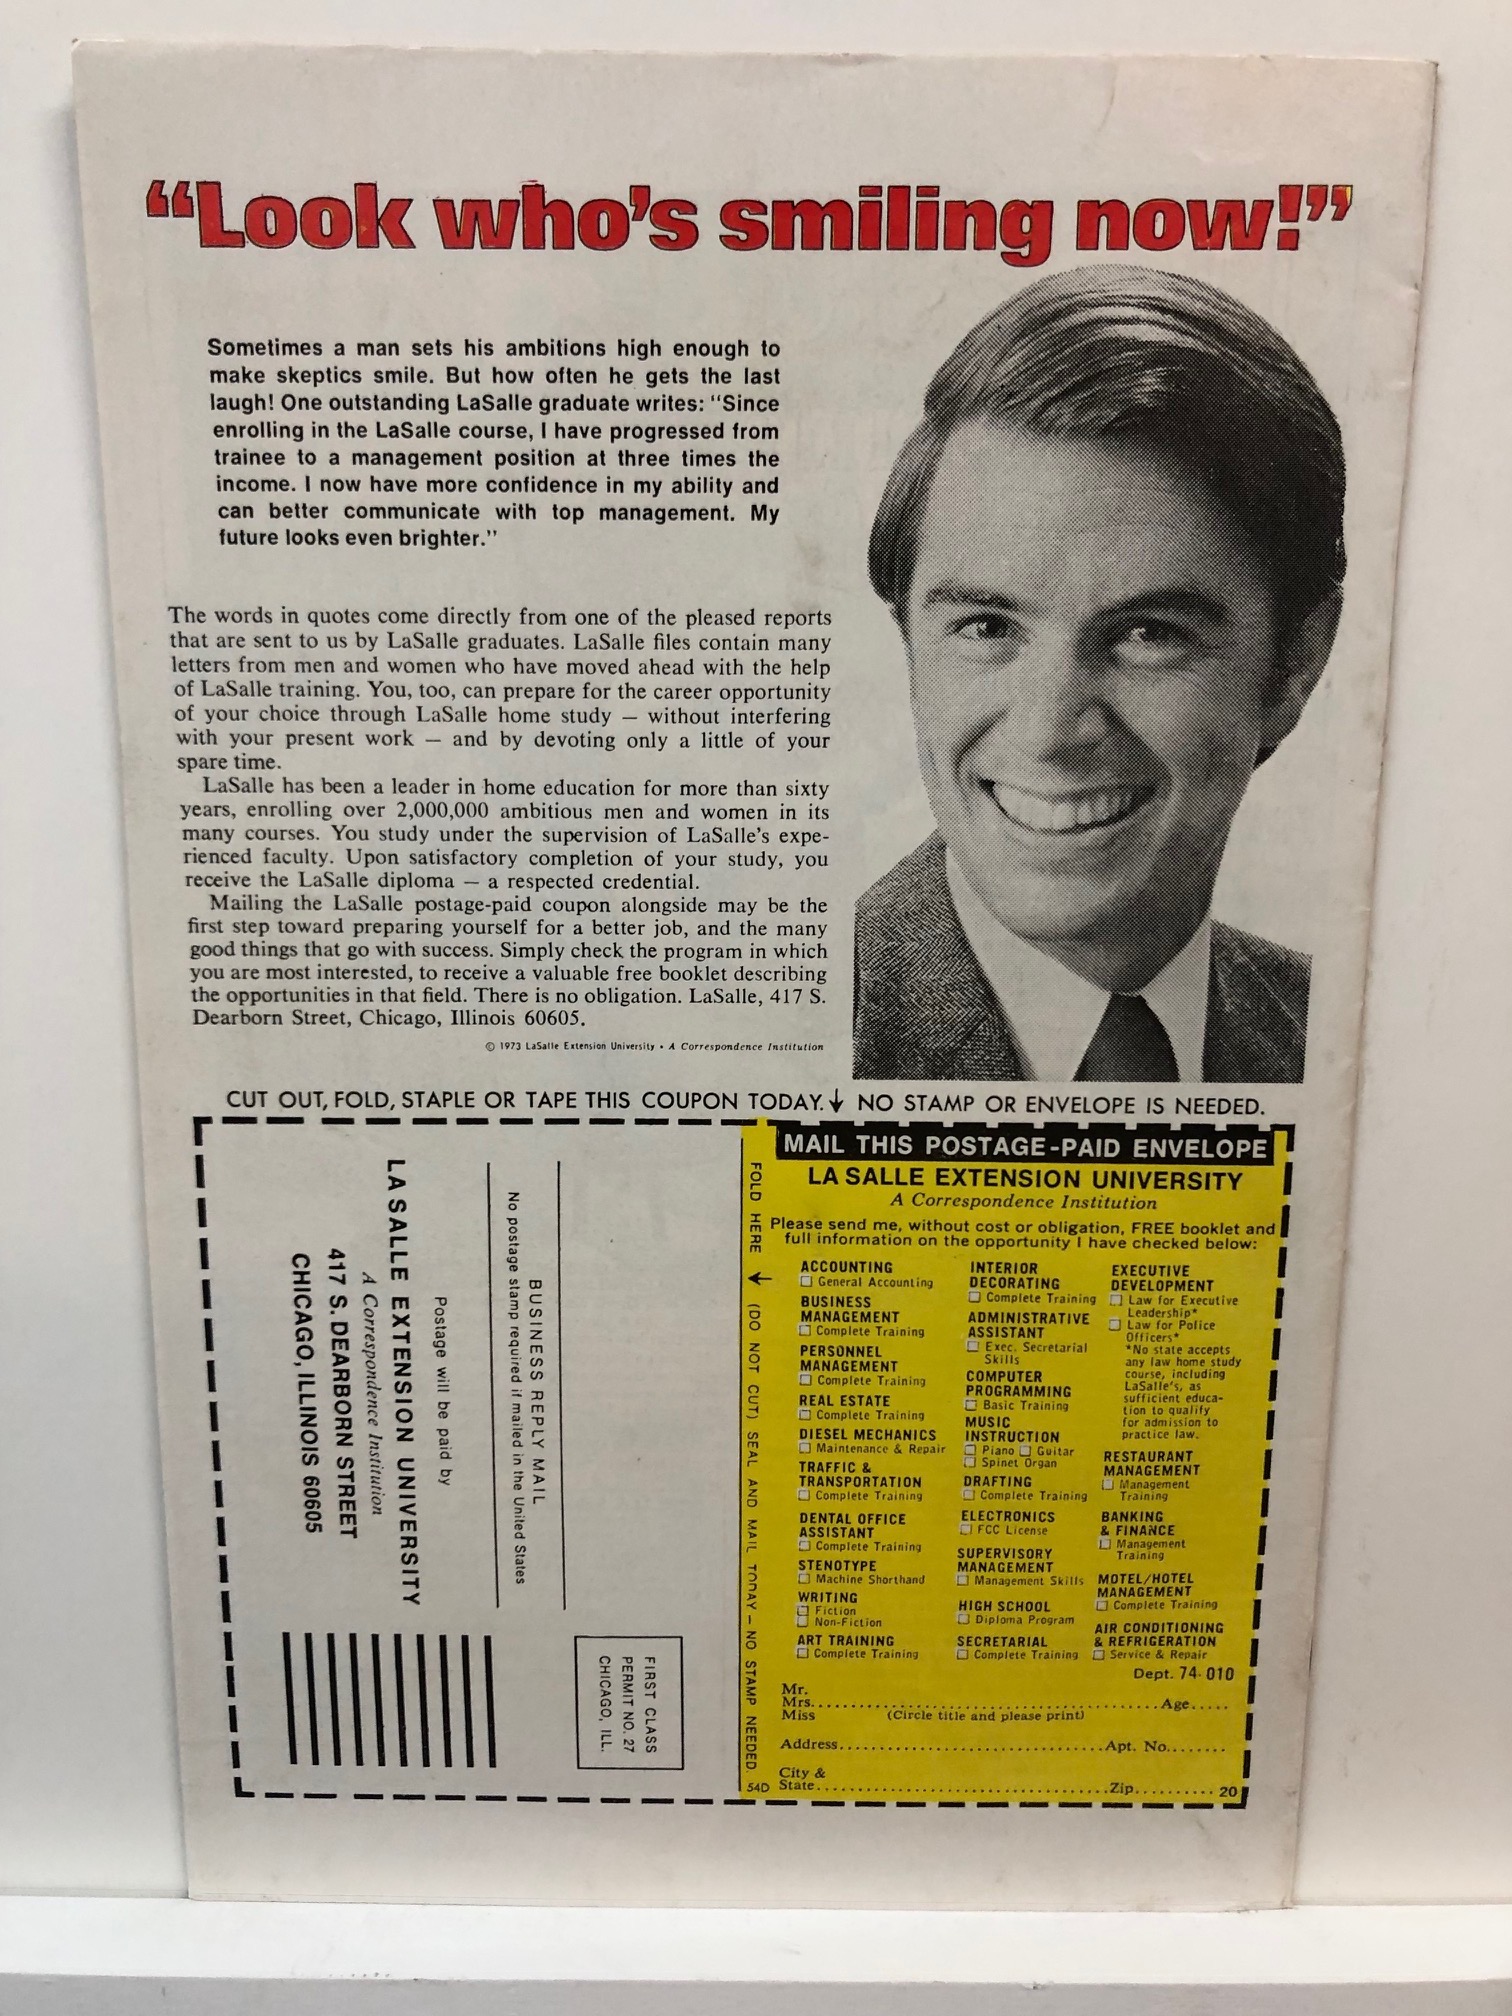 “Look who’s smiling now!”
Sometimes a man sets his ambitions high enough to
make skeptics smile. But how often he gets the last
laugh! One outstanding LaSalle graduate writes: “Since
enrolling in the LaSalle course, I have progressed from
trainee to a management position at three times the
income. I now have more confidence in my ability and
can better communicate with top management. My
future looks even brighter.”
The words in quotes come directly from one of the pleased reports
that are sent to us by LaSalle graduates. LaSalle files contain many
letters from men and women who have moved ahead with the help
of LaSalle training. You, too, can prepare for the career opportunity
of your choice through LaSalle home study — without interfering
with your present work — and by devoting only a little of your
spare time.
LaSalle has been a leader in home education for more than sixty
years, enrolling over 2,000,000 ambitious men and women in its
many courses. You study under the supervision of LaSalle's expe-
rienced faculty. Upon satisfactory completion of your study, you
receive the LaSalle diploma — a respected credential.
Mailing the LaSalle postage-paid coupon alongside may be the
first step toward preparing yourself for a better job, and the many
good things that go with success. Simply check the program in which
you are most interested, to receive a valuable free booklet describing
the opportunities in that field. There is no obligation. LaSalle, 417 S.
Dearborn Street, Chicago, Illinois 60605.
© 1973 LaSalle Extension University • A Correspondence Institution
CUT OUT, FOLD, STAPLE OR TAPE THIS COUPON TODAY. ↓ NO STAMP OR ENVELOPE IS NEEDED.
FIRST CLASS
PERMIT NO. 27
CHICAGO, ILL.
BUSINESS REPLY MAIL
No postage stamp required if mailed in the United States
Postage will be paid by
LA SALLE EXTENSION UNIVERSITY
A Correspondence Institution
417 S. DEARBORN STREET
CHICAGO, ILLINOIS 60605
FOLD HERE ↓ (DO NOT CUT) SEAL AND MAIL TODAY — NO STAMP NEEDED.
54D
MAIL THIS POSTAGE-PAID ENVELOPE
LA SALLE EXTENSION UNIVERSITY
A Correspondence Institution
Please send me, without cost or obligation, FREE booklet and
full information on the opportunity I have checked below:
ACCOUNTING
☐ General Accounting
BUSINESS
MANAGEMENT
☐ Complete Training
PERSONNEL
MANAGEMENT
☐ Complete Training
REAL ESTATE
☐ Complete Training
DIESEL MECHANICS
☐ Maintenance & Repair
TRAFFIC &
TRANSPORTATION
☐ Complete Training
DENTAL OFFICE
ASSISTANT
☐ Complete Training
STENOTYPE
☐ Machine Shorthand
WRITING
☐ Fiction
☐ Non-Fiction
ART TRAINING
☐ Complete Training
INTERIOR
DECORATING
☐ Complete Training
ADMINISTRATIVE
ASSISTANT
☐ Exec. Secretarial
Skills
COMPUTER
PROGRAMMING
☐ Basic Training
MUSIC
INSTRUCTION
☐ Piano ☐ Guitar
☐ Spinet Organ
DRAFTING
☐ Complete Training
ELECTRONICS
☐ FCC License
SUPERVISORY
MANAGEMENT
☐ Management Skills
HIGH SCHOOL
☐ Diploma Program
SECRETARIAL
☐ Complete Training
EXECUTIVE
DEVELOPMENT
☐ Law for Executive
Leadership*
☐ Law for Police
Officers*
*No state accepts
any law home study
course, including
LaSalle's, as
sufficient educa-
tion to qualify
for admission to
practice law.
RESTAURANT
MANAGEMENT
☐ Management
Training
BANKING
& FINANCE
☐ Management
Training
MOTEL/HOTEL
MANAGEMENT
☐ Complete Training
AIR CONDITIONING
& REFRIGERATION
☐ Service & Repair
Dept. 74-010
Mr.
Mrs. Age
Miss (Circle title and please print)
Address Apt. No.
City &
State Zip 20